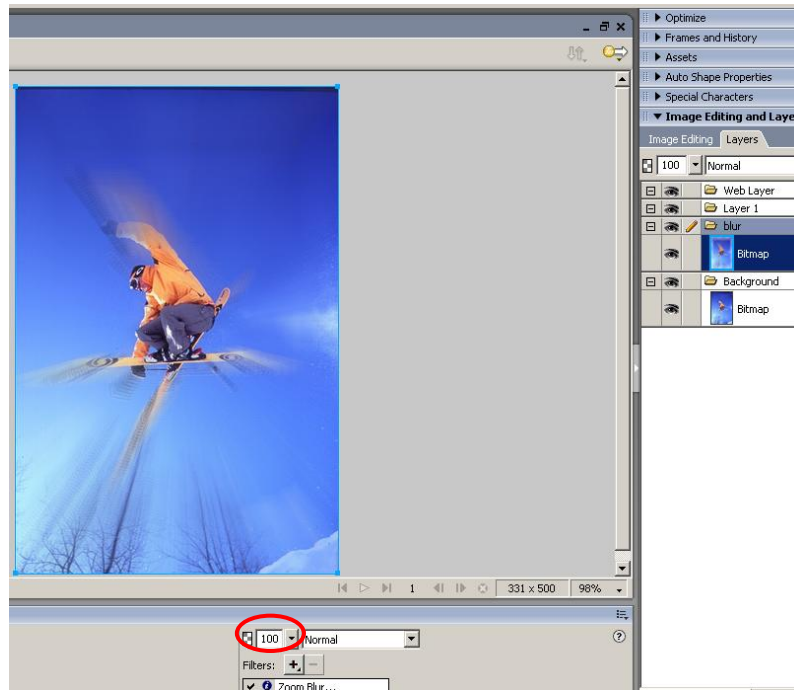 Optimize
Frames and History
Assets
Auto Shape Properties
Special Characters
Image Editing and Laye
Image Editing Layers
100 Normal
Web Layer
Layer 1
blur
Bitmap
Background
Bitmap
1 331 x 500 98%
100 Normal
Filters:
Zoom Blur...